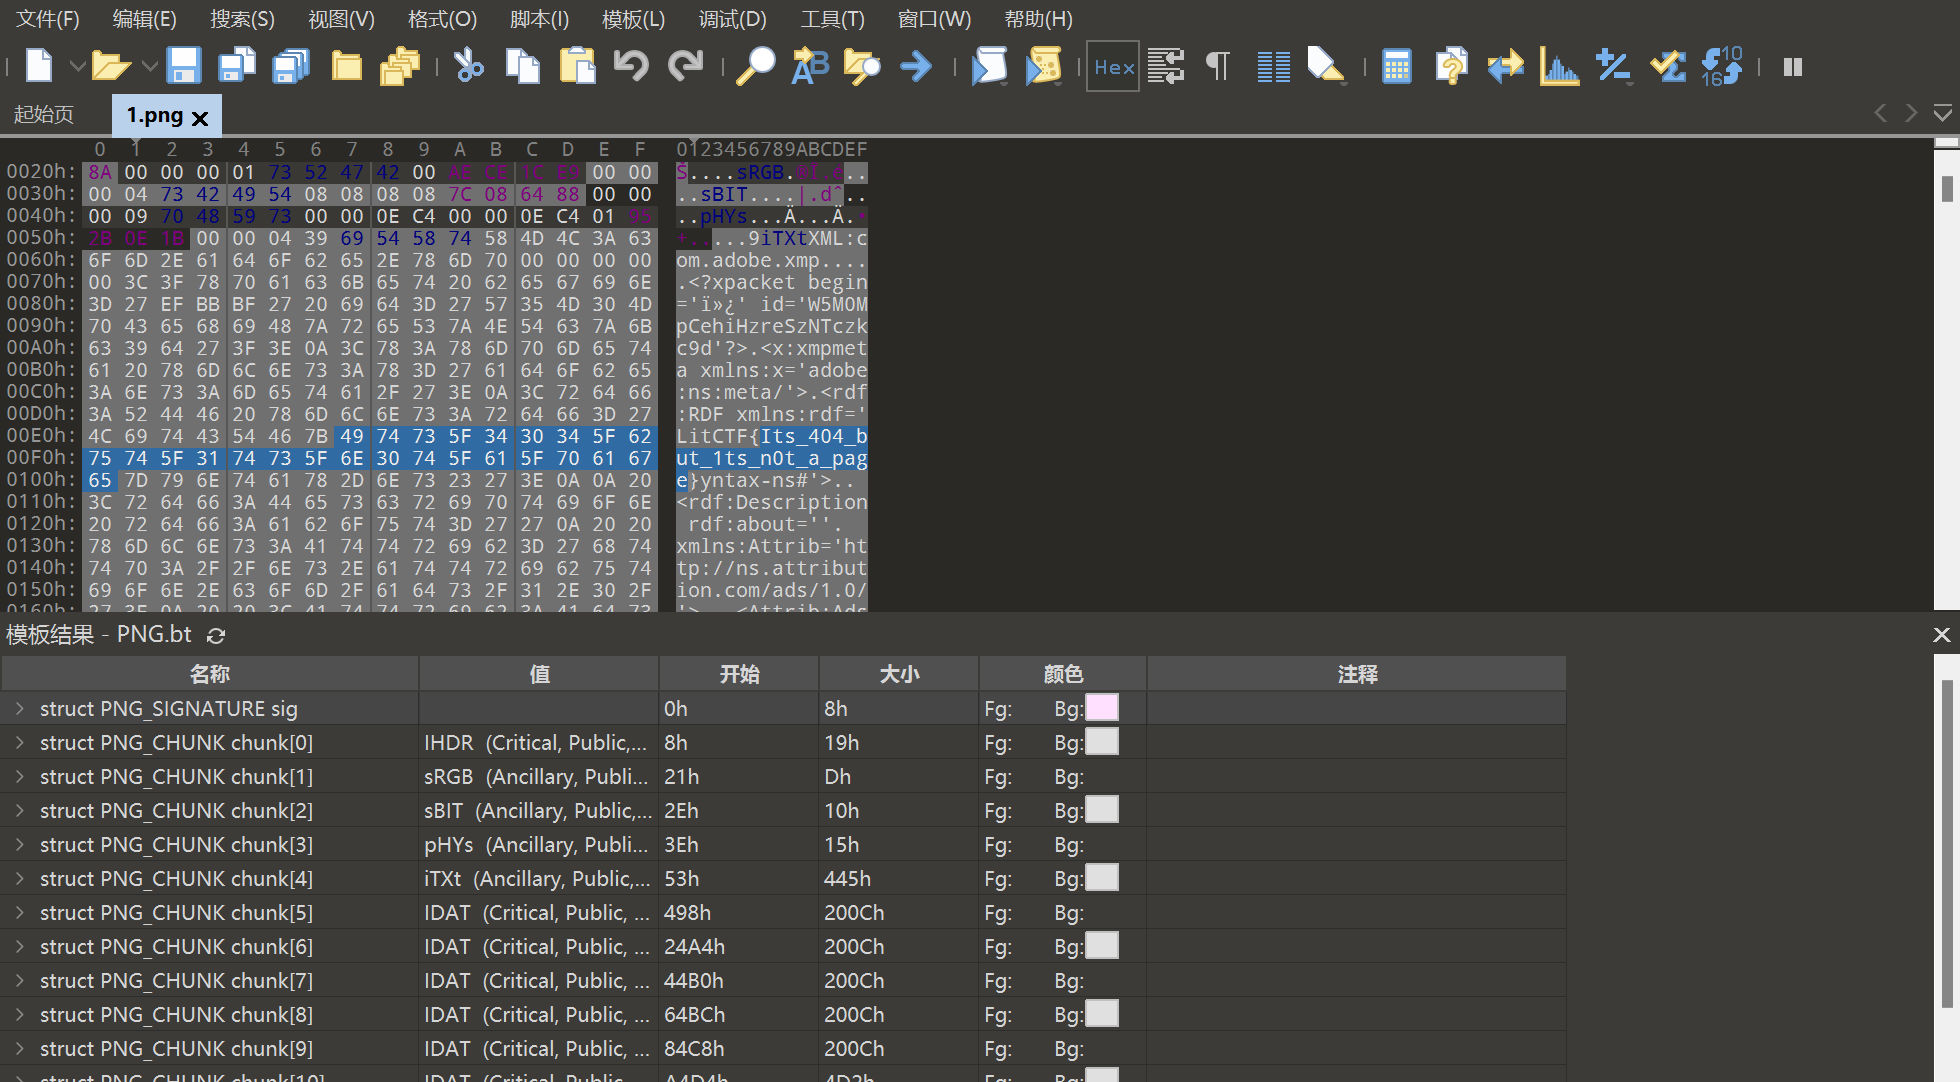 文件(F) 编辑(E) 搜索(S) 视图(V) 格式(O) 脚本(I) 模板(L) 调试(D) 工具(T) 窗口(W) 帮助(H)
Hex
起始页 1.png
0 1 2 3 4 5 6 7 8 9 A B C D E F 0123456789ABCDEF
0020h: 8A 00 00 00 01 73 52 47 42 00 AE CE 1C E9 00 00 Š....sRGB.®Î.é..
0030h: 00 04 73 42 49 54 08 08 08 08 7C 08 64 88 00 00 ..sBIT....|.dˆ..
0040h: 00 09 70 48 59 73 00 00 0E C4 00 00 0E C4 01 95 ..pHYs...Ä...Ä.•
0050h: 2B 0E 1B 00 00 04 39 69 54 58 74 58 4D 4C 3A 63 +.....9iTXtXML:c
0060h: 6F 6D 2E 61 64 6F 62 65 2E 78 6D 70 00 00 00 00 om.adobe.xmp....
0070h: 00 3C 3F 78 70 61 63 6B 65 74 20 62 65 67 69 6E .<?xpacket begin
0080h: 3D 27 EF BB BF 27 20 69 64 3D 27 57 35 4D 30 4D ='ï»¿' id='W5M0M
0090h: 70 43 65 68 69 48 7A 72 65 53 7A 4E 54 63 7A 6B pCehiHzreSzNTczk
00A0h: 63 39 64 27 3F 3E 0A 3C 78 3A 78 6D 70 6D 65 74 c9d'?>.<x:xmpmet
00B0h: 61 20 78 6D 6C 6E 73 3A 78 3D 27 61 64 6F 62 65 a xmlns:x='adobe
00C0h: 3A 6E 73 3A 6D 65 74 61 2F 27 3E 0A 3C 72 64 66 :ns:meta/'>.<rdf
00D0h: 3A 52 44 46 20 78 6D 6C 6E 73 3A 72 64 66 3D 27 :RDF xmlns:rdf='
00E0h: 4C 69 74 43 54 46 7B 49 74 73 5F 34 30 34 5F 62 LitCTF{Its_404_b
00F0h: 75 74 5F 31 74 73 5F 6E 30 74 5F 61 5F 70 61 67 ut_1ts_n0t_a_pag
0100h: 65 7D 79 6E 74 61 78 2D 6E 73 23 27 3E 0A 0A 20 e}yntax-ns#'>..
0110h: 3C 72 64 66 3A 44 65 73 63 72 69 70 74 69 6F 6E <rdf:Description
0120h: 20 72 64 66 3A 61 62 6F 75 74 3D 27 27 0A 20 20 rdf:about=''.
0130h: 78 6D 6C 6E 73 3A 41 74 74 72 69 62 3D 27 68 74 xmlns:Attrib='ht
0140h: 74 70 3A 2F 2F 6E 73 2E 61 74 74 72 69 62 75 74 tp://ns.attribut
0150h: 69 6F 6E 2E 63 6F 6D 2F 61 64 73 2F 31 2E 30 2F ion.com/ads/1.0/
0160h: 27 3E 0A 20 20 3C 41 74 74 72 69 62 3A 41 64 73 '>. <Attrib:Ads
模板结果 - PNG.bt
名称 值 开始 大小 颜色 注释
struct PNG_SIGNATURE sig 0h 8h Fg: Bg:
struct PNG_CHUNK chunk[0] IHDR (Critical, Public,... 8h 19h Fg: Bg:
struct PNG_CHUNK chunk[1] sRGB (Ancillary, Publi... 21h Dh Fg: Bg:
struct PNG_CHUNK chunk[2] sBIT (Ancillary, Public,... 2Eh 10h Fg: Bg:
struct PNG_CHUNK chunk[3] pHYs (Ancillary, Publi... 3Eh 15h Fg: Bg:
struct PNG_CHUNK chunk[4] iTXt (Ancillary, Public,... 53h 445h Fg: Bg:
struct PNG_CHUNK chunk[5] IDAT (Critical, Public, ... 498h 200Ch Fg: Bg:
struct PNG_CHUNK chunk[6] IDAT (Critical, Public, ... 24A4h 200Ch Fg: Bg:
struct PNG_CHUNK chunk[7] IDAT (Critical, Public, ... 44B0h 200Ch Fg: Bg:
struct PNG_CHUNK chunk[8] IDAT (Critical, Public, ... 64BCh 200Ch Fg: Bg:
struct PNG_CHUNK chunk[9] IDAT (Critical, Public, ... 84C8h 200Ch Fg: Bg:
struct PNG_CHUNK chunk[10] IDAT (Critical, Public, ... A4D4h 4D2h Fg: Bg: